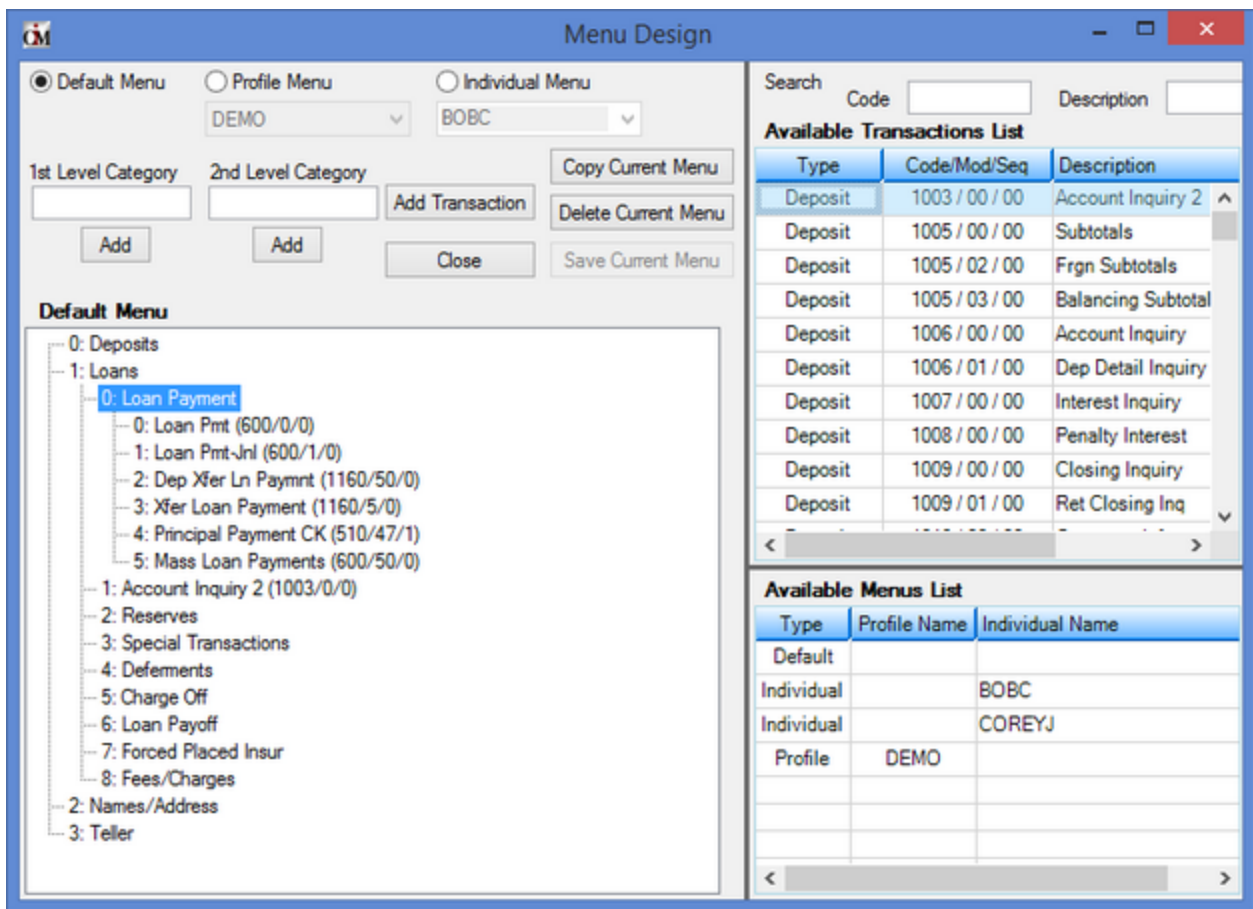 CIM
Menu Design
Default Menu
Profile Menu
Individual Menu
DEMO
BOBC
1st Level Category
2nd Level Category
Add Transaction
Copy Current Menu
Delete Current Menu
Add
Add
Close
Save Current Menu
Default Menu
0: Deposits
1: Loans
0: Loan Payment
0: Loan Pmt (600/0/0)
1: Loan Pmt-Jnl (600/1/0)
2: Dep Xfer Ln Paymnt (1160/50/0)
3: Xfer Loan Payment (1160/5/0)
4: Principal Payment CK (510/47/1)
5: Mass Loan Payments (600/50/0)
1: Account Inquiry 2 (1003/0/0)
2: Reserves
3: Special Transactions
4: Deferments
5: Charge Off
6: Loan Payoff
7: Forced Placed Insur
8: Fees/Charges
2: Names/Address
3: Teller
Search
Code
Description
Available Transactions List
Type Code/Mod/Seq Description
Deposit 1003 / 00 / 00 Account Inquiry 2
Deposit 1005 / 00 / 00 Subtotals
Deposit 1005 / 02 / 00 Frgn Subtotals
Deposit 1005 / 03 / 00 Balancing Subtotal
Deposit 1006 / 00 / 00 Account Inquiry
Deposit 1006 / 01 / 00 Dep Detail Inquiry
Deposit 1007 / 00 / 00 Interest Inquiry
Deposit 1008 / 00 / 00 Penalty Interest
Deposit 1009 / 00 / 00 Closing Inquiry
Deposit 1009 / 01 / 00 Ret Closing Inq
Available Menus List
Type Profile Name Individual Name
Default
Individual BOBC
Individual COREYJ
Profile DEMO